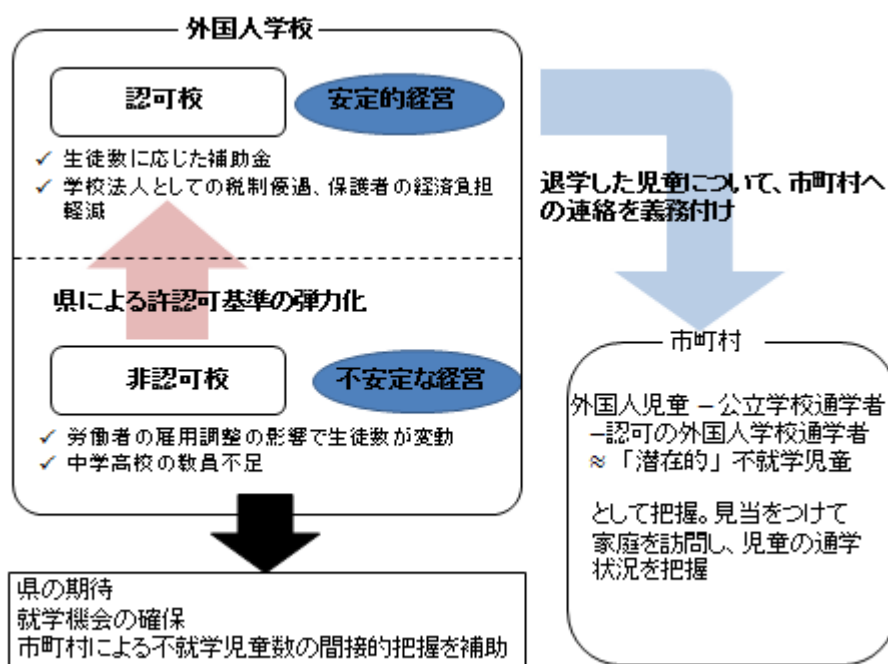 外国人学校
認可校
安定的経営
✓ 生徒数に応じた補助金
✓ 学校法人としての税制優遇、保護者の経済負担
軽減
県による許認可基準の弾力化
非認可校
不安定な経営
✓ 労働者の雇用調整の影響で生徒数が変動
✓ 中学高校の教員不足
県の期待
就学機会の確保
市町村による不就学児童数の間接的把握を補助
退学した児童について、市町村へ
の連絡を義務付け
市町村
外国人児童 – 公立学校通学者
–認可の外国人学校通学者
≈ 「潜在的」不就学児童
として把握。見当をつけて
家庭を訪問し、児童の通学
状況を把握